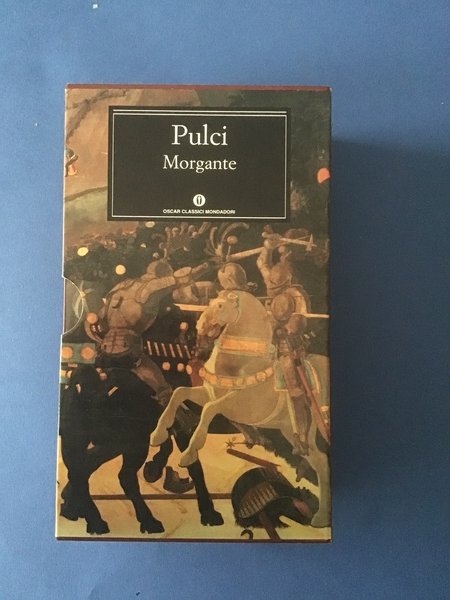 Pulci
Morgante
OSCAR CLASSICI MONDADORI